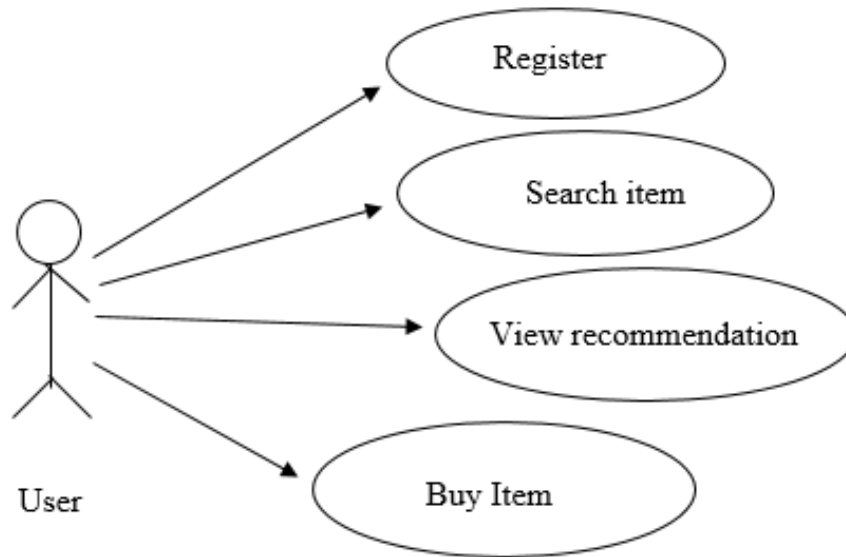 Register
Search item
View recommendation
Buy Item
User